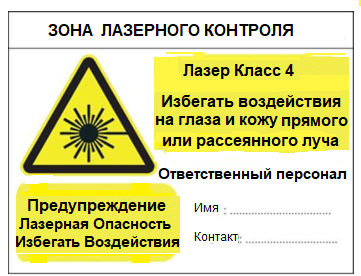 ЗОНА ЛАЗЕРНОГО КОНТРОЛЯ
Лазер Класс 4
Избегать воздействия
на глаза и кожу прямого
или рассеянного луча
Ответственный персонал
Предупреждение
Лазерная Опасность
Избегать Воздействия
Имя
Контакт: